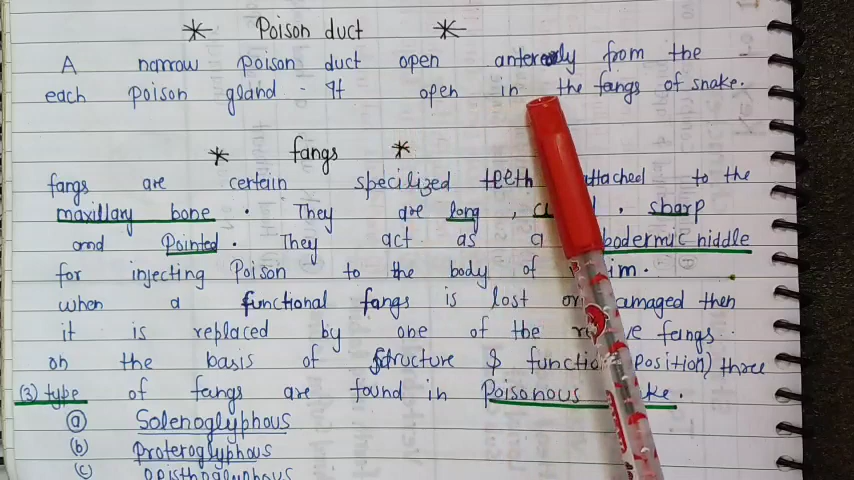 * Poison duct *
A narrow poison duct open from the
each poison gland - It open in the fangs of snake.
* fangs *
fangs are certain specilized teeth attached to the
maxillary bone. They are long, , sharp
and Pointed. They act as a niddle
for injecting Poison to the body of
when a functional fangs is lost or damaged then
it is replaced by one of the fangs.
on the basis of structure & function (Position) three
(3) type of fangs are found in Poisonous
(a) Solenoglyphous
(b) Proteroglyphous
(c) opisthoglyphous